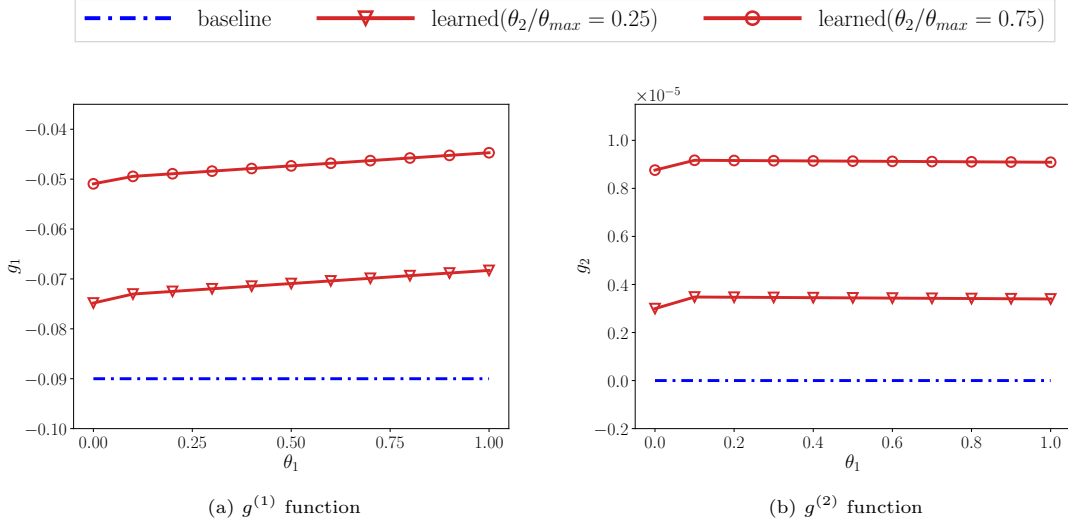 baseline learned(θ₂/θₘₐₓ = 0.25) learned(θ₂/θₘₐₓ = 0.75)
−0.04
−0.05
−0.06
−0.07
−0.08
−0.09
−0.10
g₁
0.00 0.25 0.50 0.75 1.00
θ₁
(a) g⁽¹⁾ function
×10⁻⁵
1.0
0.8
0.6
0.4
0.2
0.0
−0.2
g₂
0.0 0.2 0.4 0.6 0.8 1.0
θ₁
(b) g⁽²⁾ function